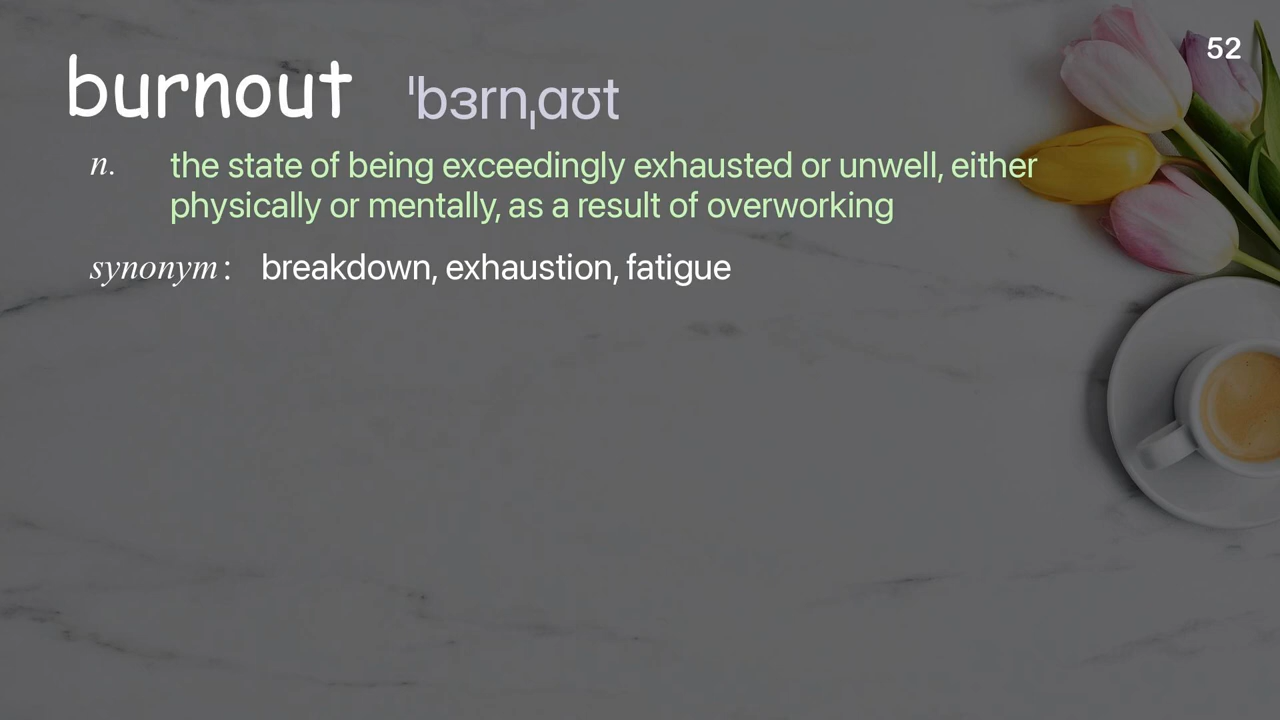 52
burnout ˈbɜrnˌaʊt
n. the state of being exceedingly exhausted or unwell, either
physically or mentally, as a result of overworking
synonym: breakdown, exhaustion, fatigue